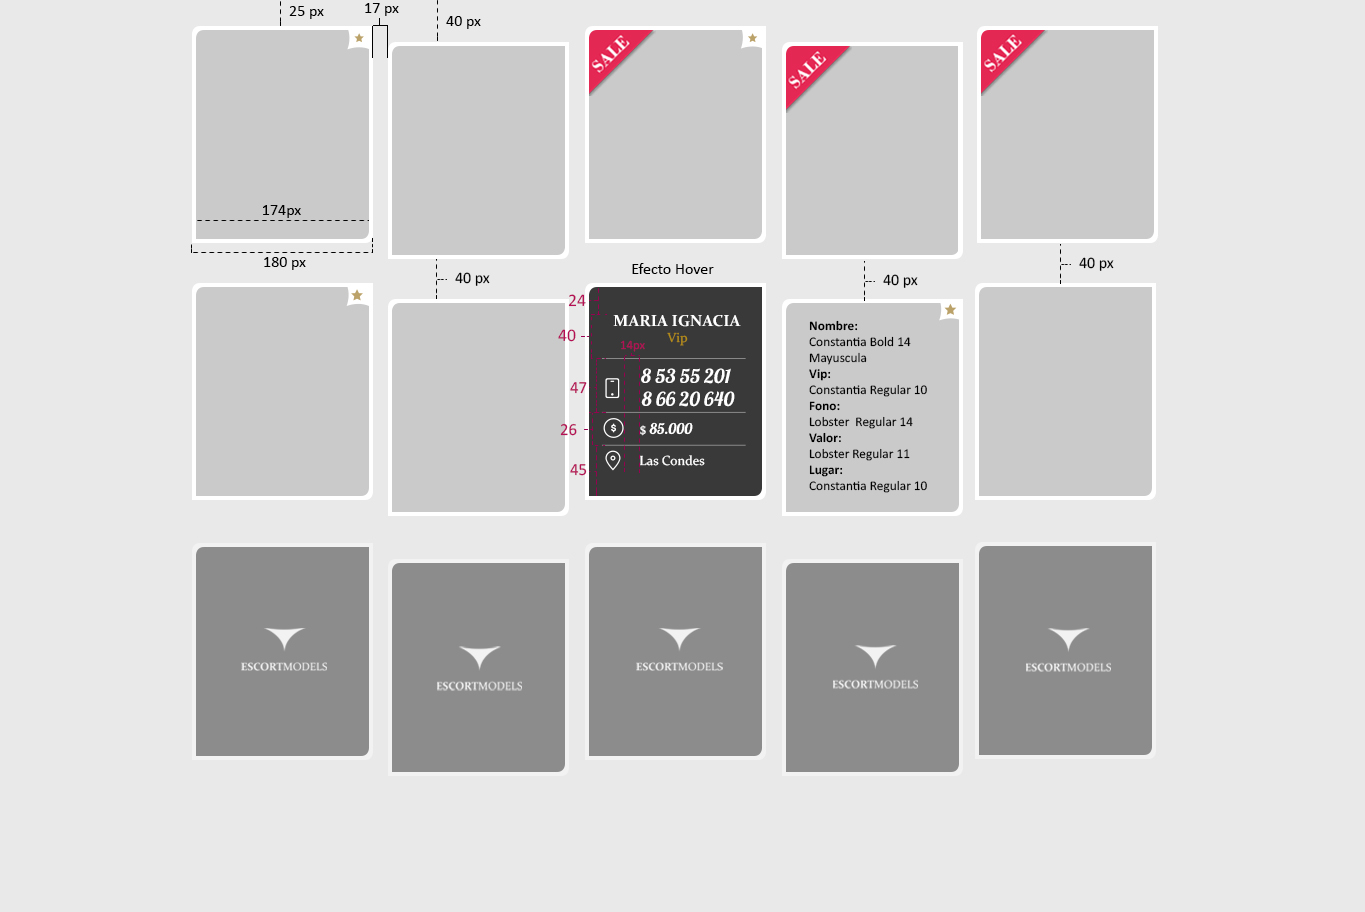 25 px
17 px
40 px
SALE
SALE
SALE
174px
180 px
40 px
Efecto Hover
40 px
40 px
24
MARIA IGNACIA
40
Vip
14px
47
8 53 55 201
8 66 20 640
26
$ 85.000
45
Las Condes
Nombre:
Constantia Bold 14
Mayuscula
Vip:
Constantia Regular 10
Fono:
Lobster Regular 14
Valor:
Lobster Regular 11
Lugar:
Constantia Regular 10
ESCORTMODELS
ESCORTMODELS
ESCORTMODELS
ESCORTMODELS
ESCORTMODELS